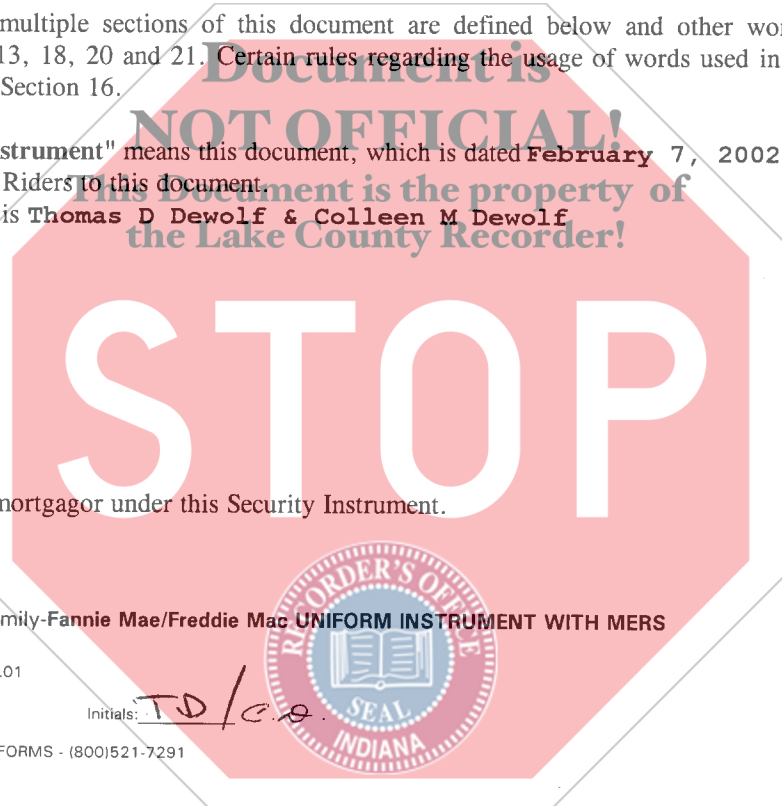 multiple sections of this document are defined below and other wor
13, 18, 20 and 21. Certain rules regarding the usage of words used in
Document is
Section 16.
NOT OFFICIAL!
strument" means this document, which is dated February 7, 2002
Riders to this document.
This Document is the property of
is Thomas D Dewolf & Colleen M Dewolf
the Lake County Recorder!
STOP
mortgagor under this Security Instrument.
RECORDER'S OFFICE
mily-Fannie Mae/Freddie Mac UNIFORM INSTRUMENT WITH MERS
.01
Initials: TD/C.D.
SEAL
INDIANA
FORMS - (800)521-7291